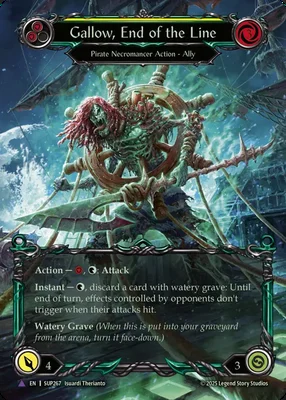 Gallow, End of the Line
Pirate Necromancer Action - Ally
Action – , : Attack
Instant – , discard a card with watery grave: Until
end of turn, effects controlled by opponents don't
trigger when their attacks hit.
Watery Grave (When this is put into your graveyard
from the arena, turn it face-down.)
4
3
EN | SUP267 Isuardi Therianto
©2025 Legend Story Studios